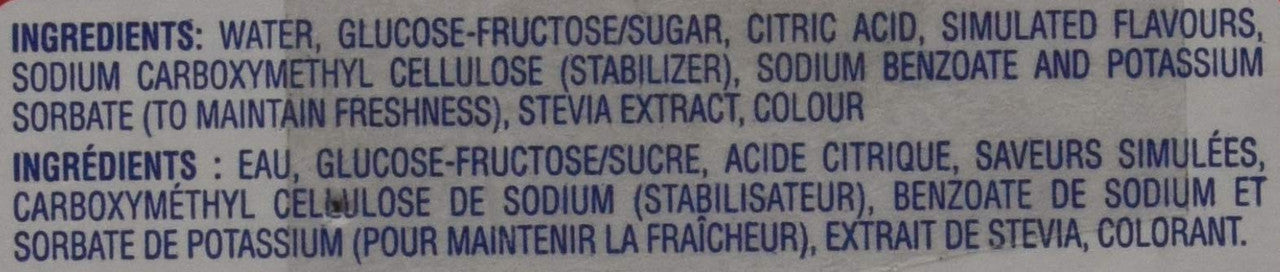 INGREDIENTS: WATER, GLUCOSE-FRUCTOSE/SUGAR, CITRIC ACID, SIMULATED FLAVOURS,
SODIUM CARBOXYMETHYL CELLULOSE (STABILIZER), SODIUM BENZOATE AND POTASSIUM
SORBATE (TO MAINTAIN FRESHNESS), STEVIA EXTRACT, COLOUR
INGRÉDIENTS : EAU, GLUCOSE-FRUCTOSE/SUCRE, ACIDE CITRIQUE, SAVEURS SIMULÉES,
CARBOXYMÉTHYL CELLULOSE DE SODIUM (STABILISATEUR), BENZOATE DE SODIUM ET
SORBATE DE POTASSIUM (POUR MAINTENIR LA FRAÎCHEUR), EXTRAIT DE STEVIA, COLORANT.